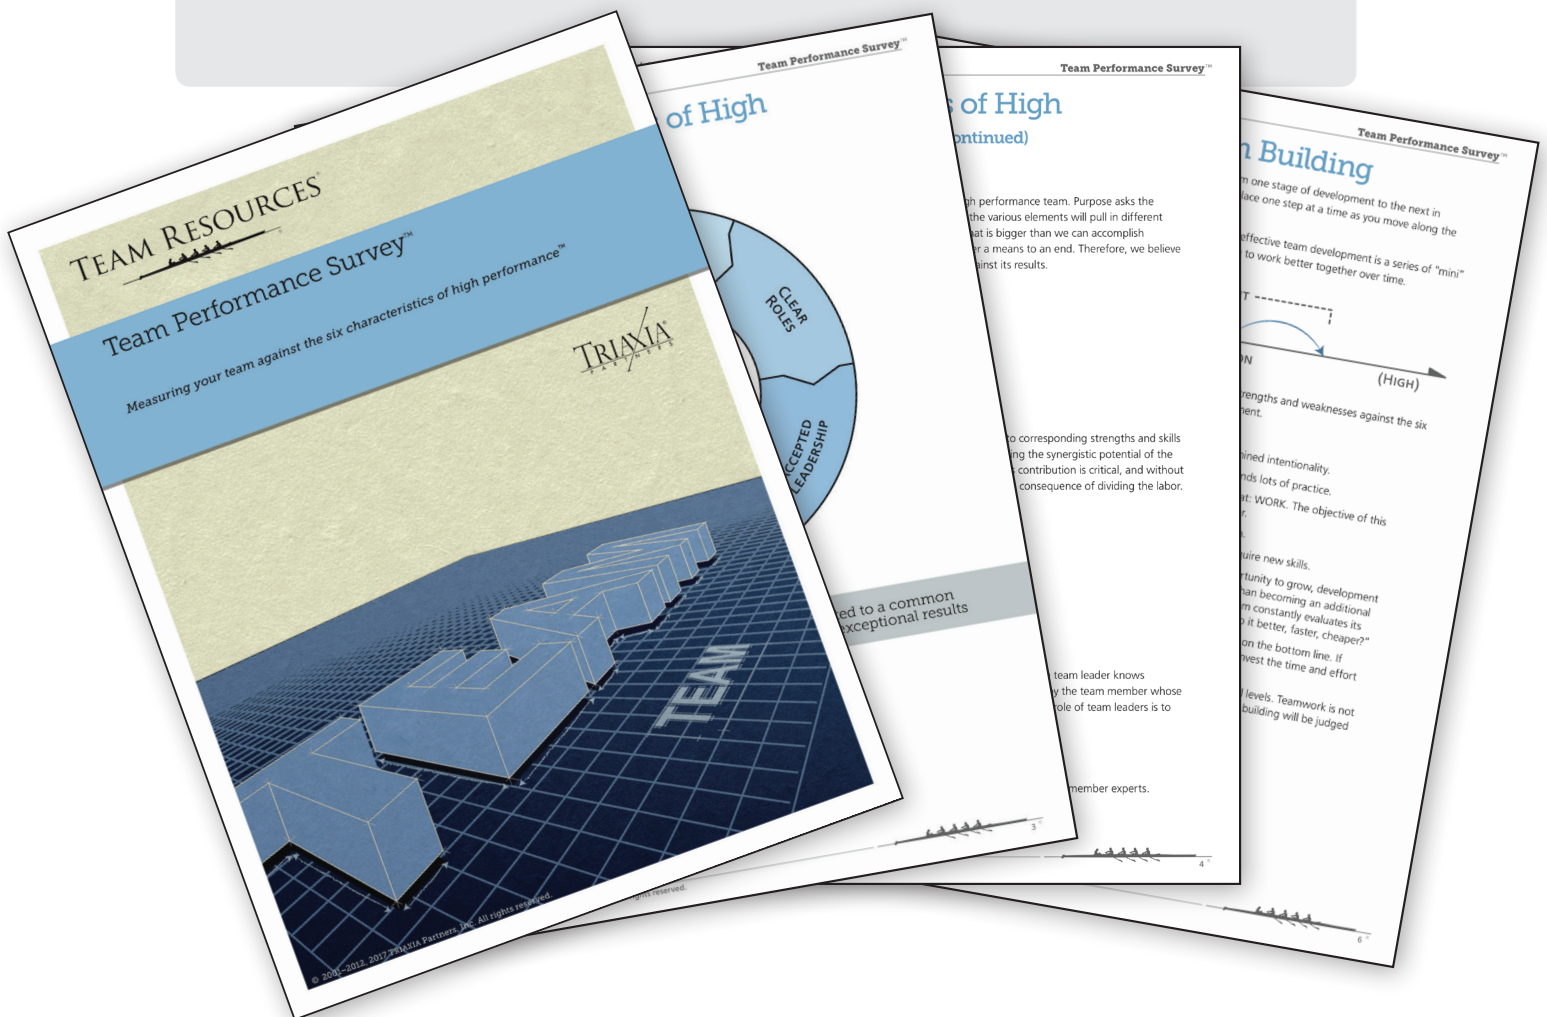 TEAM RESOURCES®
Team Performance Survey™
Measuring your team against the six characteristics of high performance™
TRIAXIA®
PARTNERS
TEAM
© 2001–2012, 2017 TRIAXIA Partners, Inc. All rights reserved.
Team Performance Survey™
of High
CLEAR
ROLES
ACCEPTED
LEADERSHIP
ed to a common
exceptional results
ghts reserved.
3
Team Performance Survey™
s of High
ontinued)
gh performance team. Purpose asks the
the various elements will pull in different
at is bigger than we can accomplish
er a means to an end. Therefore, we believe
ainst its results.
to corresponding strengths and skills
ing the synergistic potential of the
s contribution is critical, and without
consequence of dividing the labor.
team leader knows
y the team member whose
role of team leaders is to
member experts.
4
Team Performance Survey™
n Building
m one stage of development to the next in
lace one step at a time as you move along the
effective team development is a series of "mini"
to work better together over time.
T
ON
(HIGH)
rengths and weaknesses against the six
ment.
ined intentionality.
nds lots of practice.
at: WORK. The objective of this
r.
uire new skills.
rtunity to grow, development
han becoming an additional
m constantly evaluates its
o it better, faster, cheaper?"
on the bottom line. If
nvest the time and effort
l levels. Teamwork is not
building will be judged
6